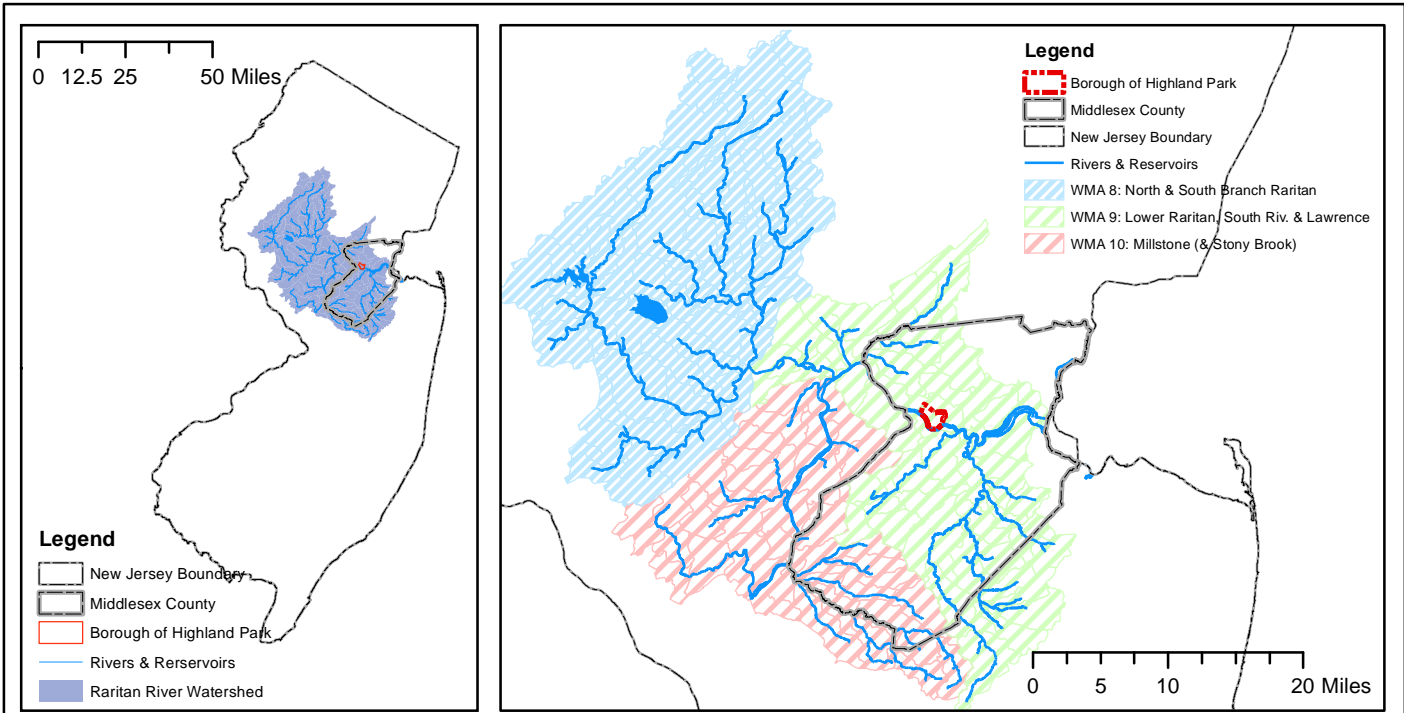 0 12.5 25 50 Miles
Legend
New Jersey Boundary
Middlesex County
Borough of Highland Park
Rivers & Rerservoirs
Raritan River Watershed
Legend
Borough of Highland Park
Middlesex County
New Jersey Boundary
Rivers & Reservoirs
WMA 8: North & South Branch Raritan
WMA 9: Lower Raritan, South Riv. & Lawrence
WMA 10: Millstone (& Stony Brook)
0 5 10 20 Miles